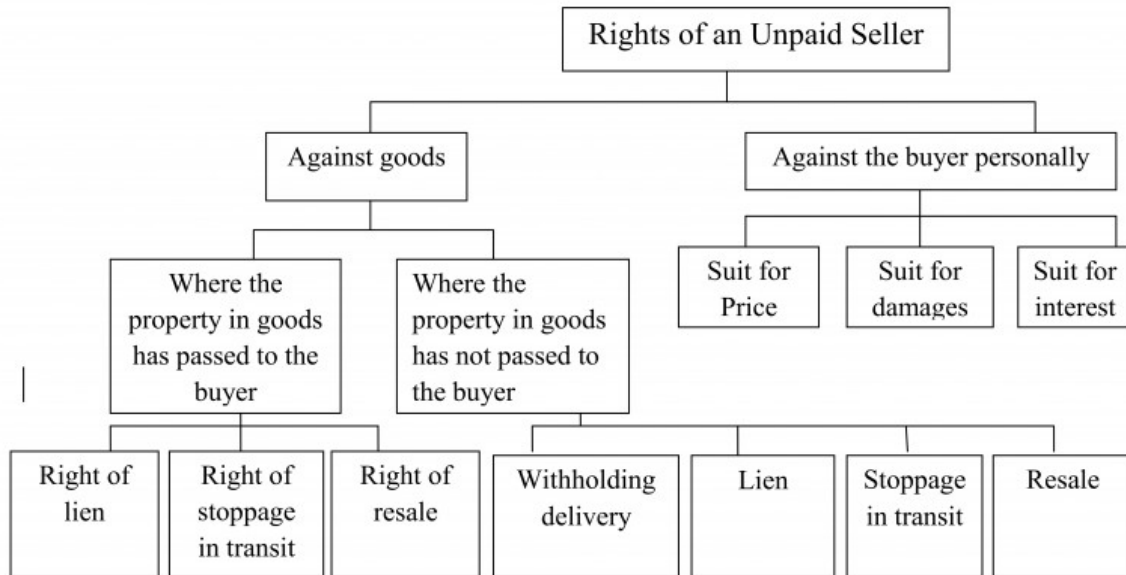 Rights of an Unpaid Seller
Against goods
Against the buyer personally
Where the
property in goods
has passed to the
buyer
Where the
property in goods
has not passed to
the buyer
Suit for
Price
Suit for
damages
Suit for
interest
Right of
lien
Right of
stoppage
in transit
Right of
resale
Withholding
delivery
Lien
Stoppage
in transit
Resale